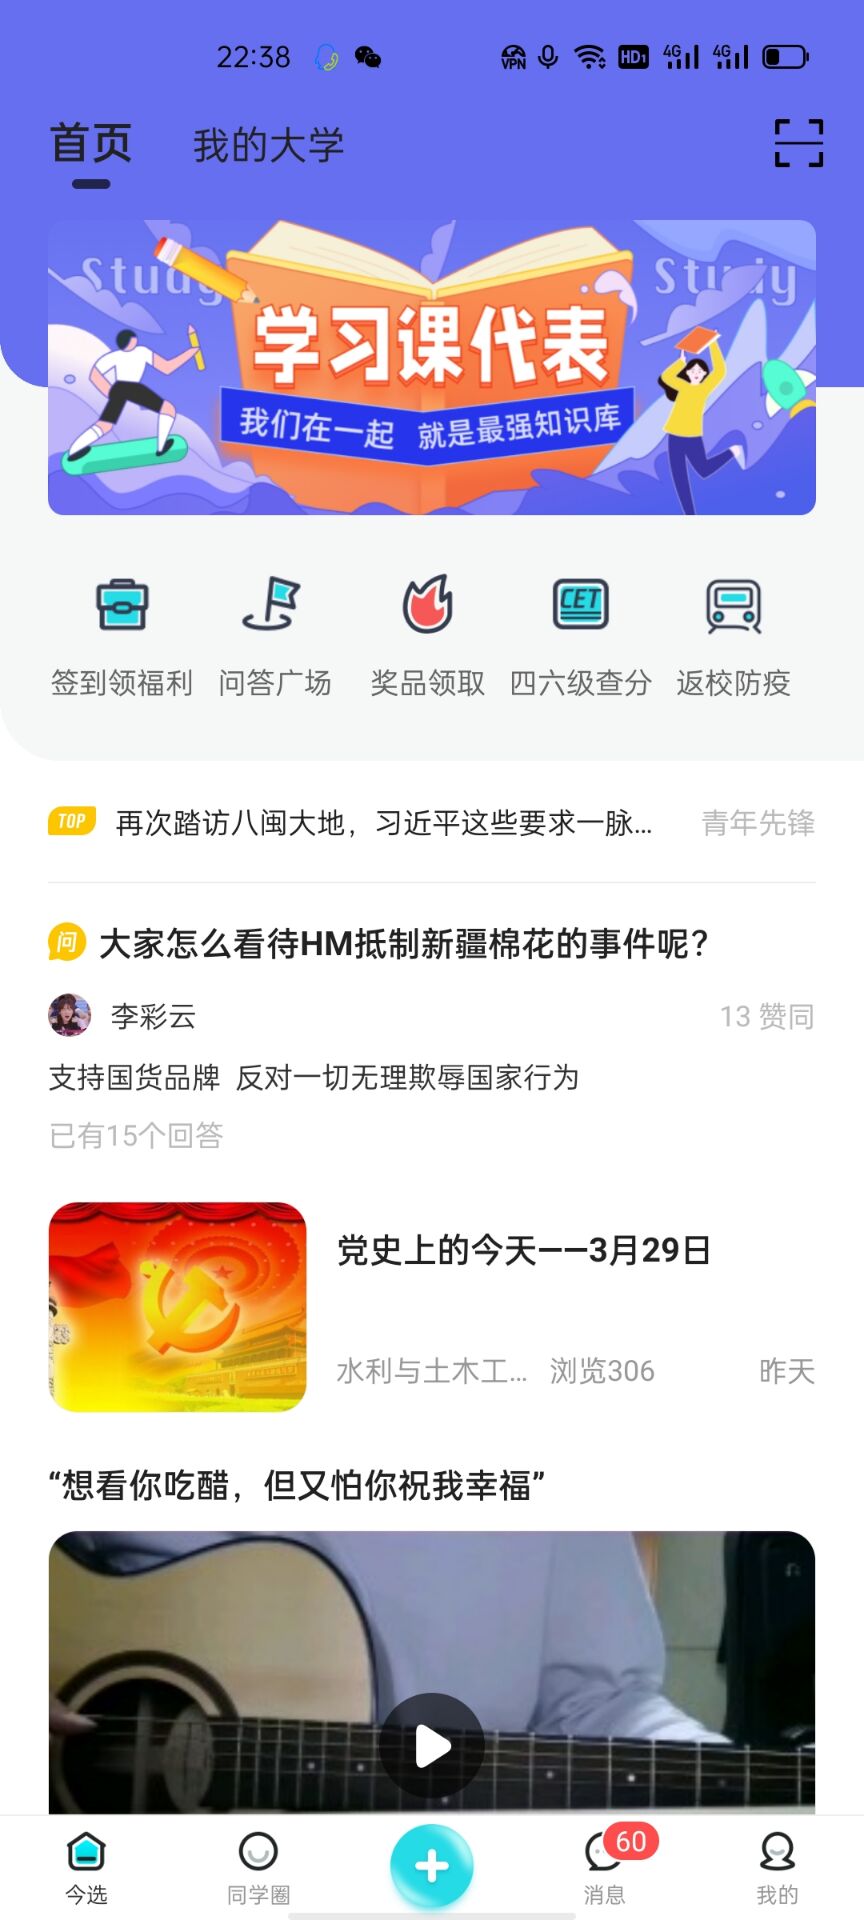 22:38
VPN
HD1
4G
4G
首页
我的大学
Study
Study
学习课代表
我们在一起 就是最强知识库
CET
签到领福利
问答广场
奖品领取
四六级查分
返校防疫
TOP
再次踏访八闽大地，习近平这些要求一脉...
青年先锋
问
大家怎么看待HM抵制新疆棉花的事件呢？
李彩云
13 赞同
支持国货品牌 反对一切无理欺辱国家行为
已有15个回答
党史上的今天——3月29日
水利与土木工...
浏览306
昨天
“想看你吃醋，但又怕你祝我幸福”
今选
同学圈
60
消息
我的